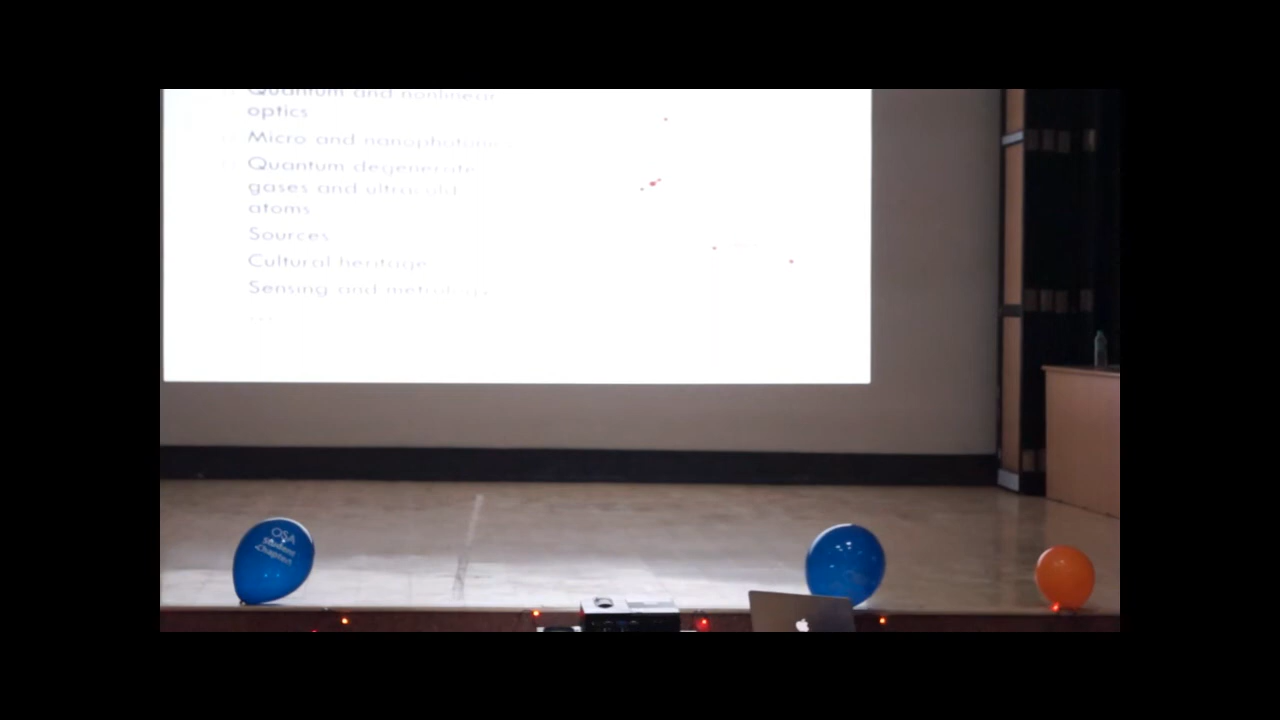 Quantum and nonlinear
optics
Micro and nanophotonics
Quantum degenerate
gases and ultracold
atoms
Sources
Cultural heritage
Sensing and metrology
...
OSA
Student
Chapter